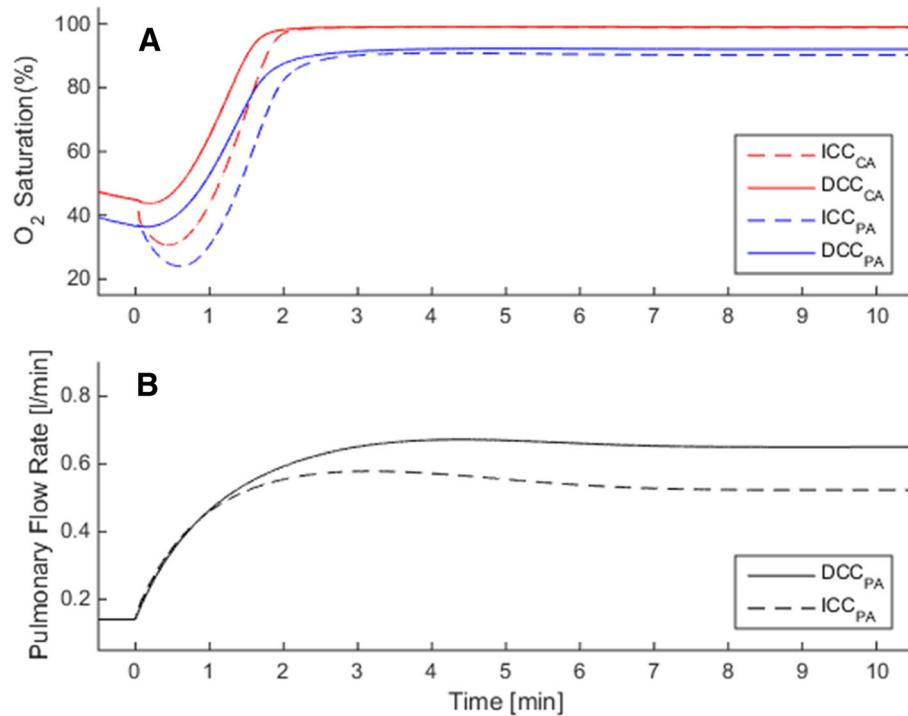 A
O2 Saturation(%)
100
80
60
40
20
ICCCA
DCCCA
ICCPA
DCCPA
0 1 2 3 4 5 6 7 8 9 10
B
Pulmonary Flow Rate [l/min]
0.8
0.6
0.4
0.2
DCCPA
ICCPA
0 1 2 3 4 5 6 7 8 9 10
Time [min]